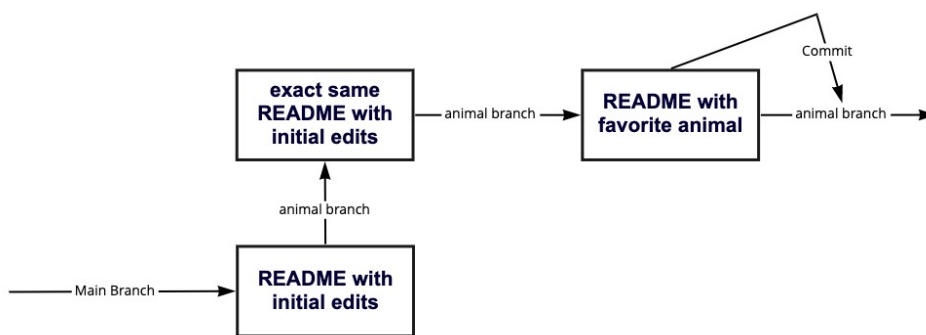 Commit
exact same
README with
initial edits
animal branch
README with
favorite animal
animal branch
animal branch
Main Branch
README with
initial edits